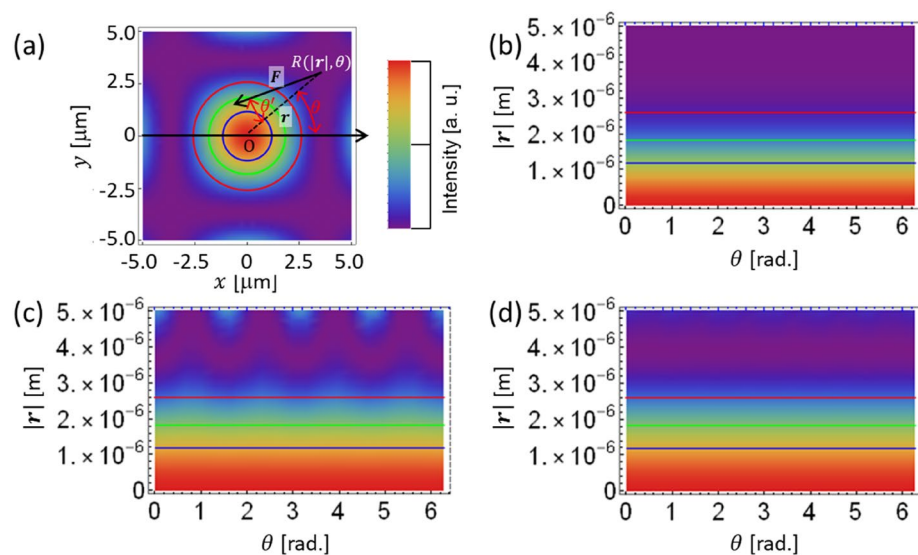 (a)
5.0
2.5
0
-2.5
-5.0
y [μm]
R(|r|, θ)
F
θ'
r
θ
O
-5.0 -2.5 0 2.5 5.0
x [μm]
Intensity [a. u.]
(b)
5.×10⁻⁶
4.×10⁻⁶
3.×10⁻⁶
2.×10⁻⁶
1.×10⁻⁶
0
|r| [m]
0 1 2 3 4 5 6
θ [rad.]
(c)
5.×10⁻⁶
4.×10⁻⁶
3.×10⁻⁶
2.×10⁻⁶
1.×10⁻⁶
0
|r| [m]
0 1 2 3 4 5 6
θ [rad.]
(d)
5.×10⁻⁶
4.×10⁻⁶
3.×10⁻⁶
2.×10⁻⁶
1.×10⁻⁶
0
|r| [m]
0 1 2 3 4 5 6
θ [rad.]